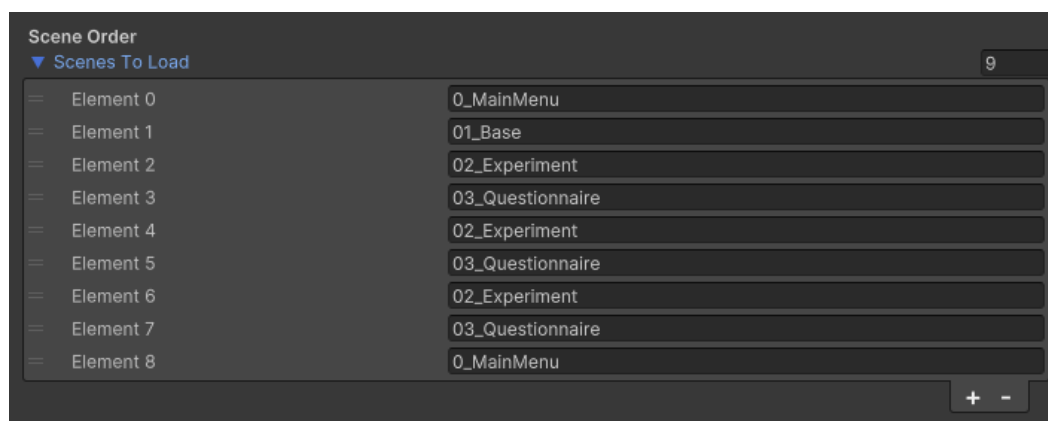 Scene Order
Scenes To Load 9
Element 0 0_MainMenu
Element 1 01_Base
Element 2 02_Experiment
Element 3 03_Questionnaire
Element 4 02_Experiment
Element 5 03_Questionnaire
Element 6 02_Experiment
Element 7 03_Questionnaire
Element 8 0_MainMenu
+ -